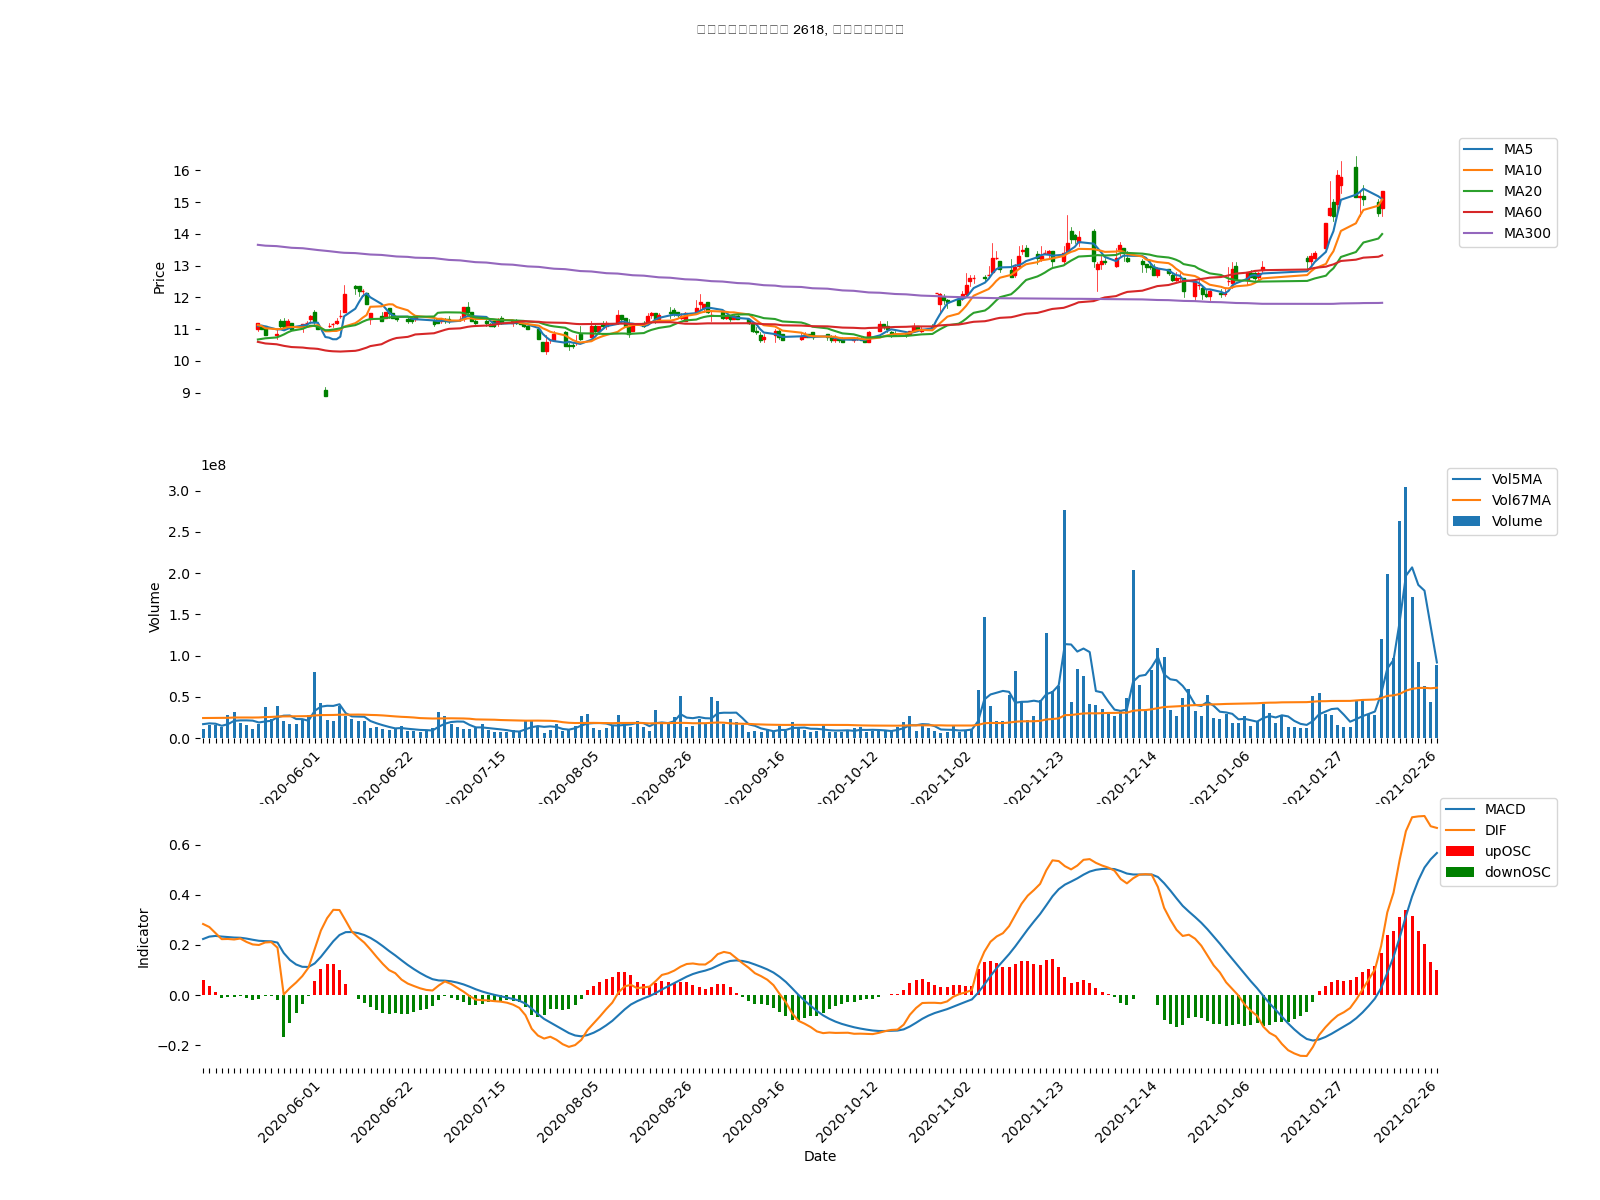 2618,
MA5
MA10
MA20
MA60
MA300
Price
16
15
14
13
12
11
10
9
1e8
Vol5MA
Vol67MA
Volume
Volume
3.0
2.5
2.0
1.5
1.0
0.5
0.0
2020-06-01 2020-06-22 2020-07-15 2020-08-05 2020-08-26 2020-09-16 2020-10-12 2020-11-02 2020-11-23 2020-12-14 2021-01-06 2021-01-27 2021-02-26
MACD
DIF
upOSC
downOSC
Indicator
0.6
0.4
0.2
0.0
−0.2
2020-06-01 2020-06-22 2020-07-15 2020-08-05 2020-08-26 2020-09-16 2020-10-12 2020-11-02 2020-11-23 2020-12-14 2021-01-06 2021-01-27 2021-02-26
Date